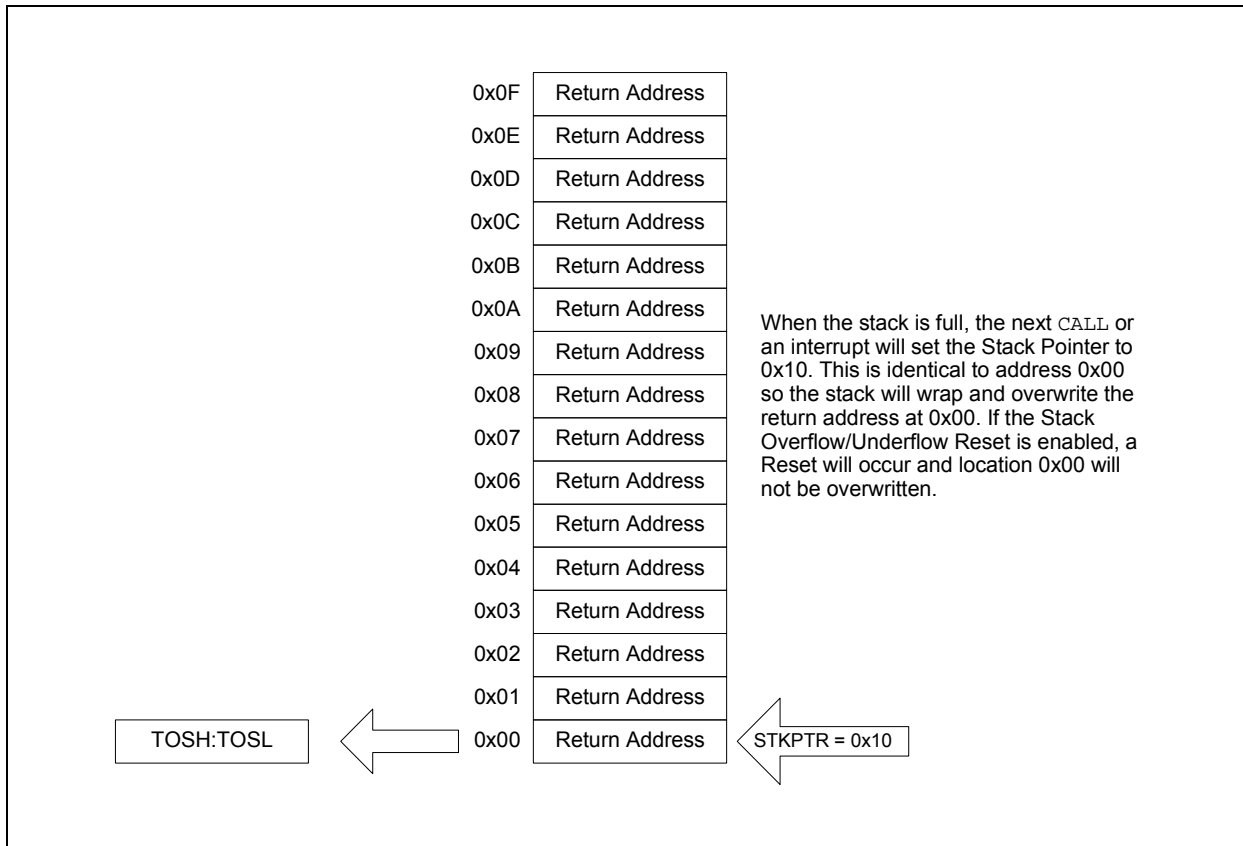 0x0F Return Address
0x0E Return Address
0x0D Return Address
0x0C Return Address
0x0B Return Address
0x0A Return Address
0x09 Return Address
0x08 Return Address
0x07 Return Address
0x06 Return Address
0x05 Return Address
0x04 Return Address
0x03 Return Address
0x02 Return Address
0x01 Return Address
TOSH:TOSL 0x00 Return Address STKPTR = 0x10
When the stack is full, the next CALL or
an interrupt will set the Stack Pointer to
0x10. This is identical to address 0x00
so the stack will wrap and overwrite the
return address at 0x00. If the Stack
Overflow/Underflow Reset is enabled, a
Reset will occur and location 0x00 will
not be overwritten.